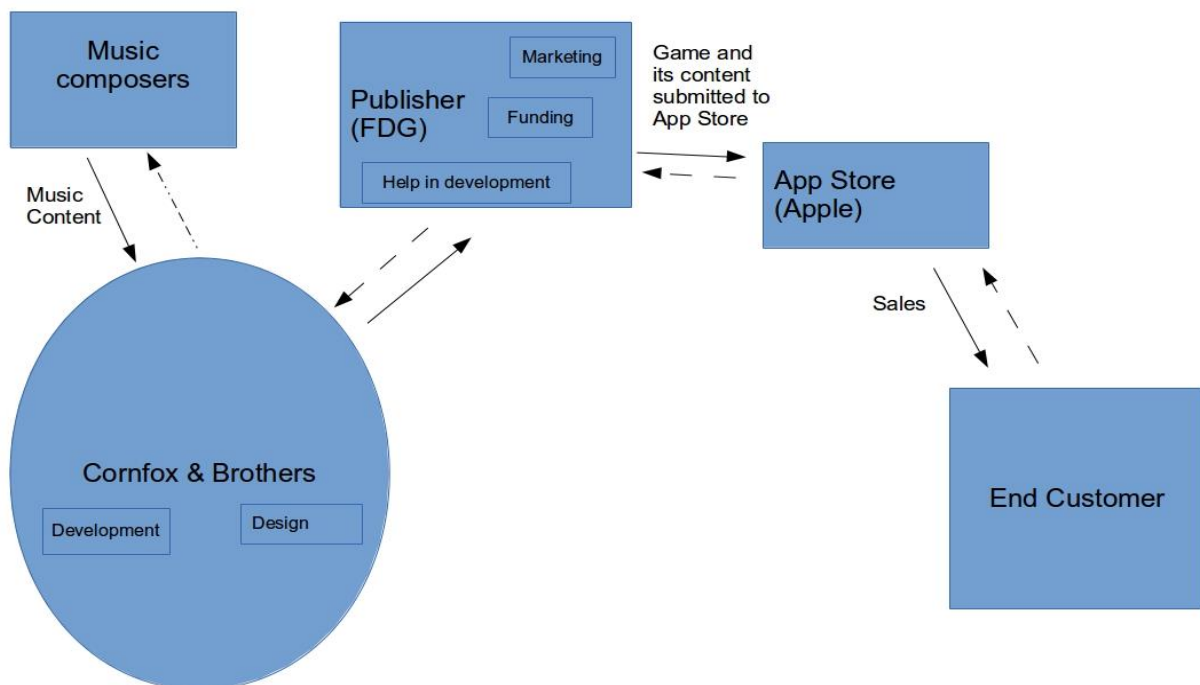 Music
composers
Marketing
Publisher
(FDG)
Funding
Help in development
Game and
its content
submitted to
App Store
App Store
(Apple)
Music
Content
Sales
Cornfox & Brothers
Development
Design
End Customer